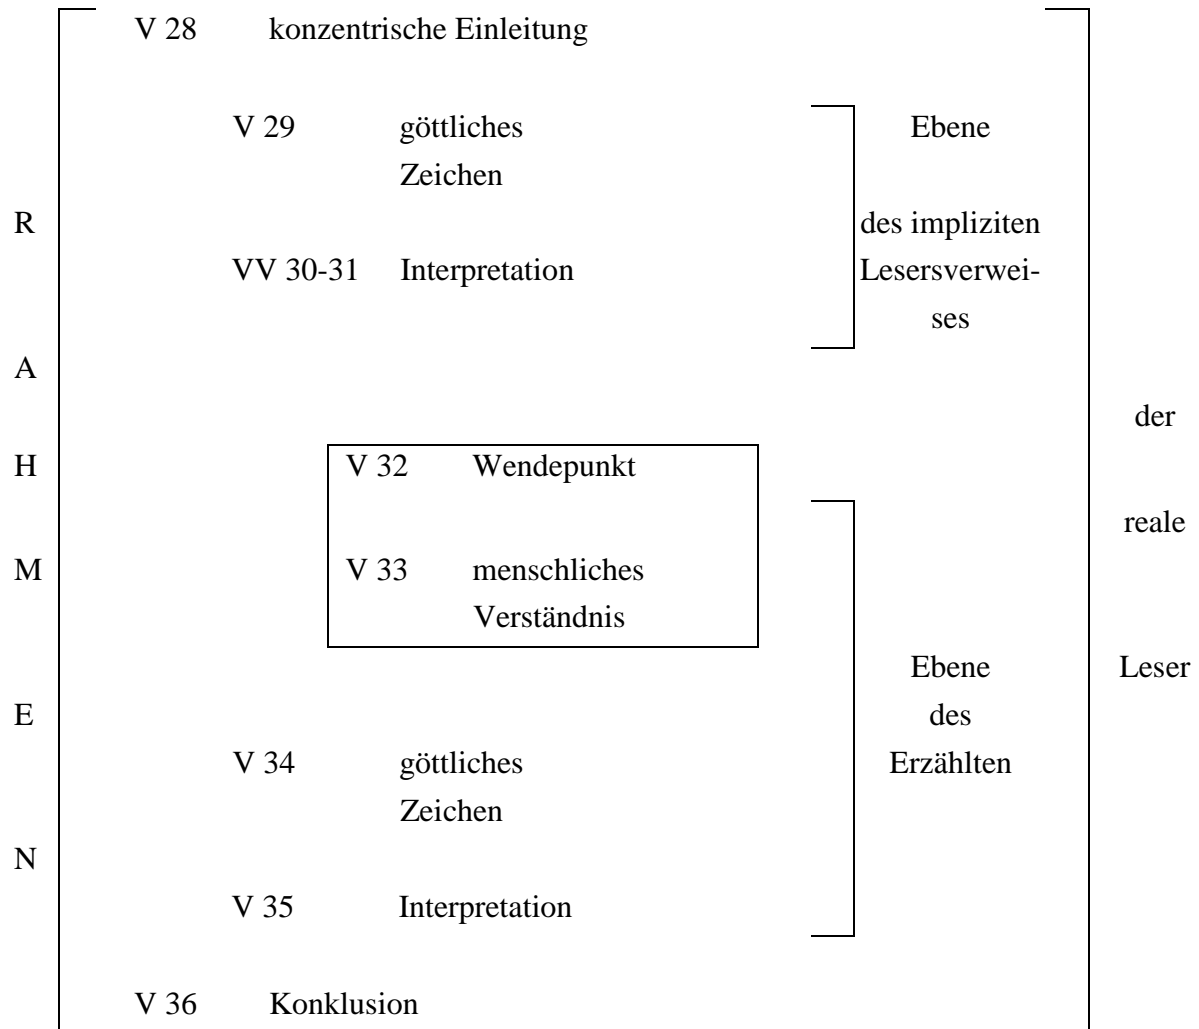 V 28 konzentrische Einleitung
V 29 göttliches Ebene
Zeichen
R des impliziten
VV 30-31 Interpretation Lesersverwei-
ses
A
der
H V 32 Wendepunkt
reale
M V 33 menschliches
Verständnis
Ebene Leser
E des
V 34 göttliches Erzählten
Zeichen
N
V 35 Interpretation
V 36 Konklusion